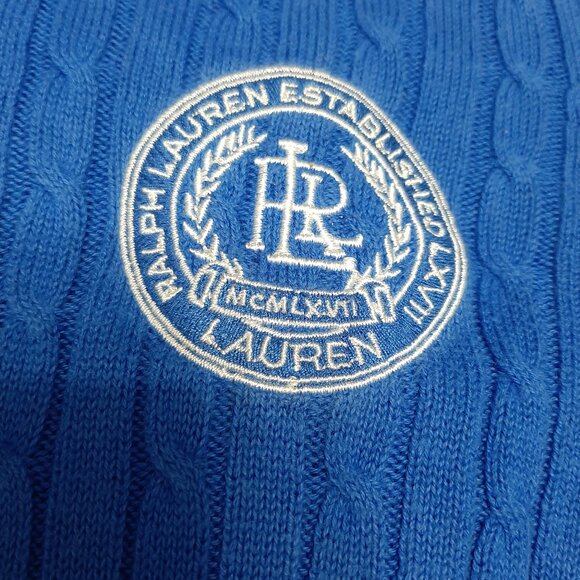 RALPH LAUREN ESTABLISHED LXVII
RL
MCMLXVII
LAUREN